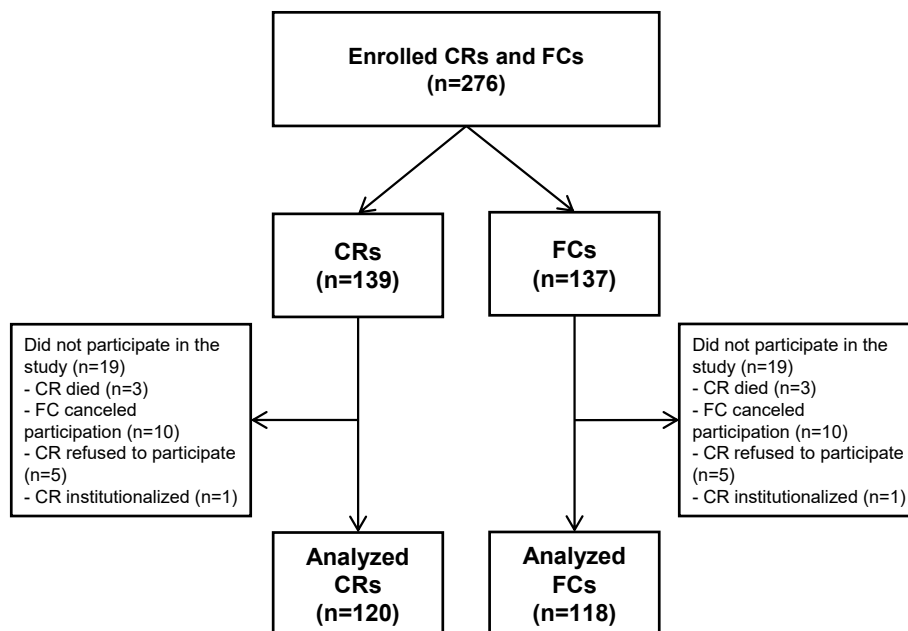 Enrolled CRs and FCs
(n=276)
CRs
(n=139)
FCs
(n=137)
Did not participate in the
study (n=19)
- CR died (n=3)
- FC canceled
participation (n=10)
- CR refused to participate
(n=5)
- CR institutionalized (n=1)
Did not participate in the
study (n=19)
- CR died (n=3)
- FC canceled
participation (n=10)
- CR refused to participate
(n=5)
- CR institutionalized (n=1)
Analyzed
CRs
(n=120)
Analyzed
FCs
(n=118)